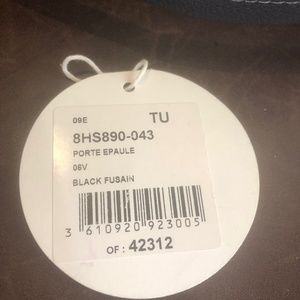 09E TU
8HS890-043
PORTE EPAULE
06V
BLACK FUSAIN
3 610920 923005
OF : 42312